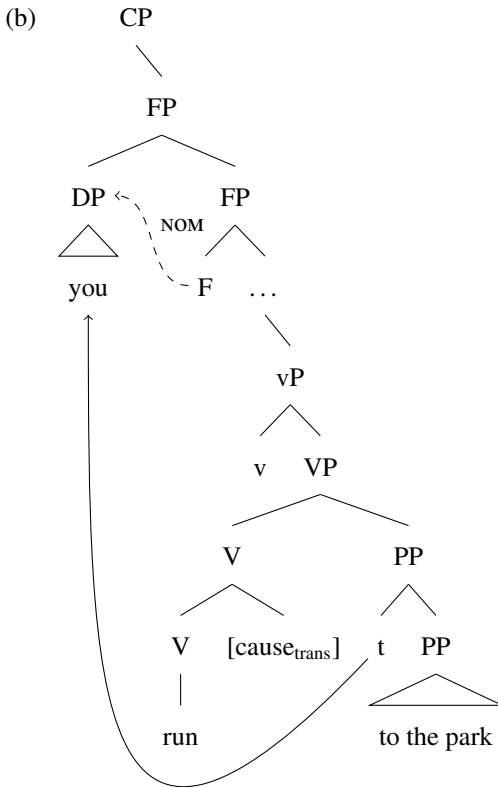 (b) CP
FP
DP FP
NOM
you F ...
vP
v VP
V PP
V [cause_trans] t PP
run to the park